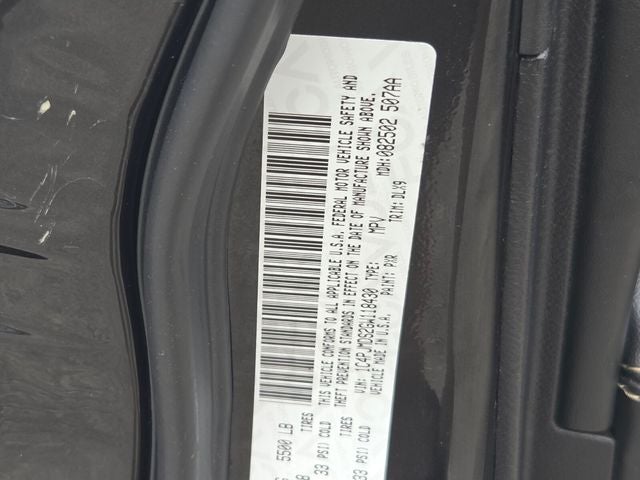 5500 LB
TIRES
33 PSI) COLD
TIRES
33 PSI) COLD
THIS VEHICLE CONFORMS TO ALL APPLICABLE U.S.A. FEDERAL MOTOR VEHICLE SAFETY AND
THEFT PREVENTION STANDARDS IN EFFECT ON THE DATE OF MANUFACTURE SHOWN ABOVE.
VIN: 1C4PJMDS2GW118430 TYPE: MPV MDH:082502 507AA
VEHICLE MADE IN U.S.A. PAINT: PXR TRIM: DLX9